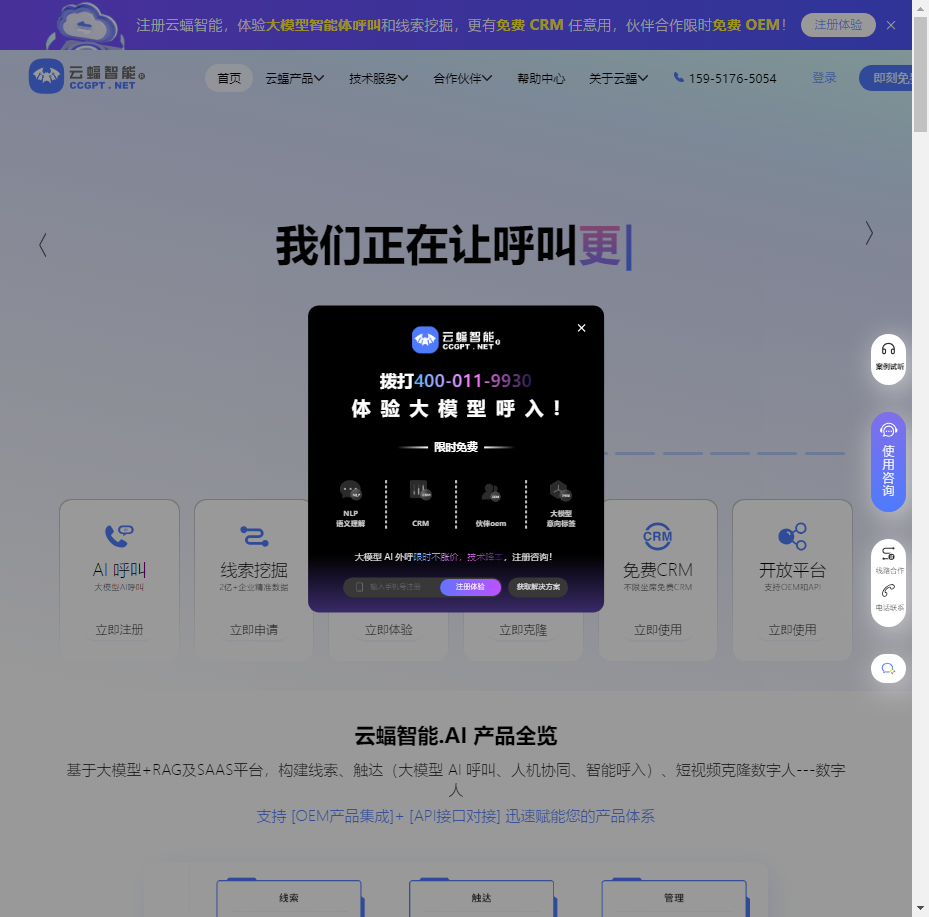 注册云蝠智能，体验大模型智能体呼叫和线索挖掘，更有免费 CRM 任意用，伙伴合作限时免费 OEM！ 注册体验
云蝠智能
CCGPT.NET
首页 云蝠产品 技术服务 合作伙伴 帮助中心 关于云蝠 159-5176-5054 登录 即刻免
我们正在让呼叫更
云蝠智能
CCGPT.NET
拨打400-011-9930
体验大模型呼入！
限时免费
NLP
语义理解
CRM
伙伴oem
大模型
意向标签
大模型 AI 外呼限时不涨价，技术降本，注册咨询！
输入手机号注册 注册体验 获取解决方案
案例试听
使用咨询
线路合作
电话联系
AI 呼叫
大模型AI呼叫
立即注册
线索挖掘
2亿+企业精准数据
立即申请
立即体验
立即克隆
CRM
免费CRM
不限坐席免费CRM
立即使用
开放平台
支持OEM和API
立即使用
云蝠智能.AI 产品全览
基于大模型+RAG及SAAS平台，构建线索、触达（大模型 AI 呼叫、人机协同、智能呼入）、短视频克隆数字人---数字
人
支持 [OEM产品集成]+ [API接口对接] 迅速赋能您的产品体系
线索 触达 管理